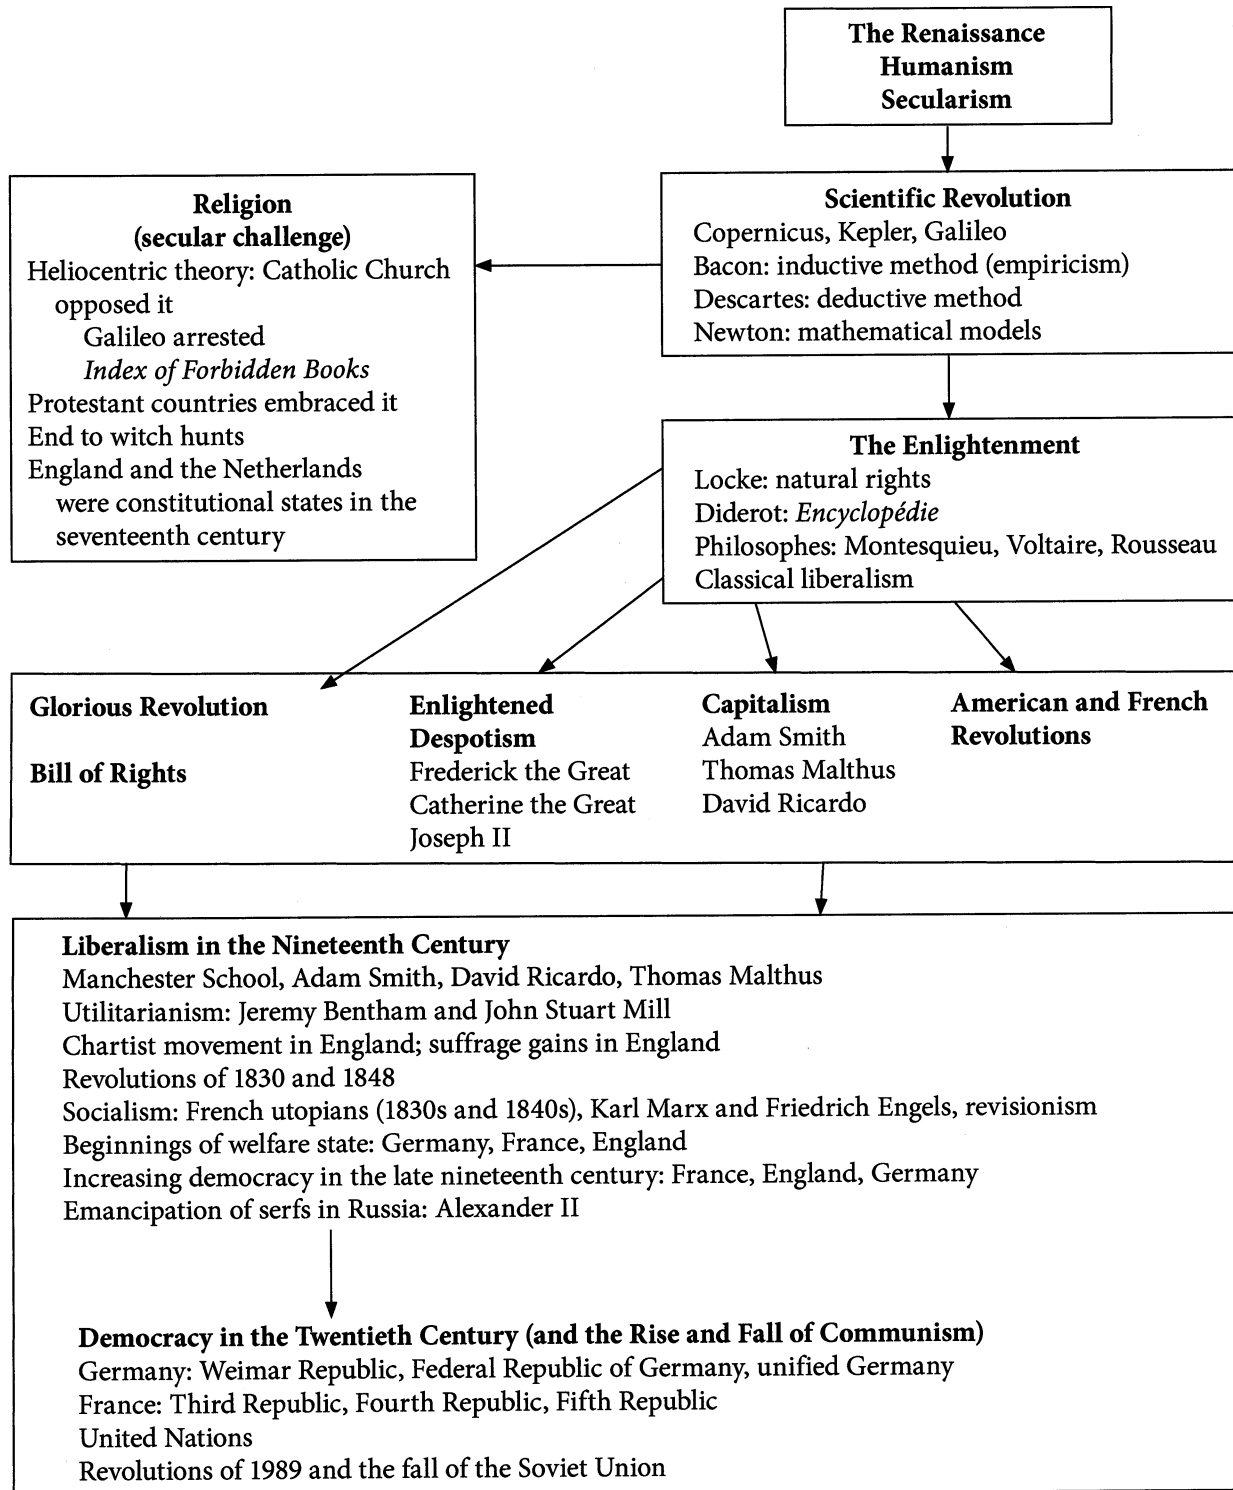 The Renaissance
Humanism
Secularism
Religion
(secular challenge)
Heliocentric theory: Catholic Church
opposed it
Galileo arrested
Index of Forbidden Books
Protestant countries embraced it
End to witch hunts
England and the Netherlands
were constitutional states in the
seventeenth century
Scientific Revolution
Copernicus, Kepler, Galileo
Bacon: inductive method (empiricism)
Descartes: deductive method
Newton: mathematical models
The Enlightenment
Locke: natural rights
Diderot: Encyclopédie
Philosophes: Montesquieu, Voltaire, Rousseau
Classical liberalism
Glorious Revolution
Bill of Rights
Enlightened
Despotism
Frederick the Great
Catherine the Great
Joseph II
Capitalism
Adam Smith
Thomas Malthus
David Ricardo
American and French
Revolutions
Liberalism in the Nineteenth Century
Manchester School, Adam Smith, David Ricardo, Thomas Malthus
Utilitarianism: Jeremy Bentham and John Stuart Mill
Chartist movement in England; suffrage gains in England
Revolutions of 1830 and 1848
Socialism: French utopians (1830s and 1840s), Karl Marx and Friedrich Engels, revisionism
Beginnings of welfare state: Germany, France, England
Increasing democracy in the late nineteenth century: France, England, Germany
Emancipation of serfs in Russia: Alexander II
Democracy in the Twentieth Century (and the Rise and Fall of Communism)
Germany: Weimar Republic, Federal Republic of Germany, unified Germany
France: Third Republic, Fourth Republic, Fifth Republic
United Nations
Revolutions of 1989 and the fall of the Soviet Union